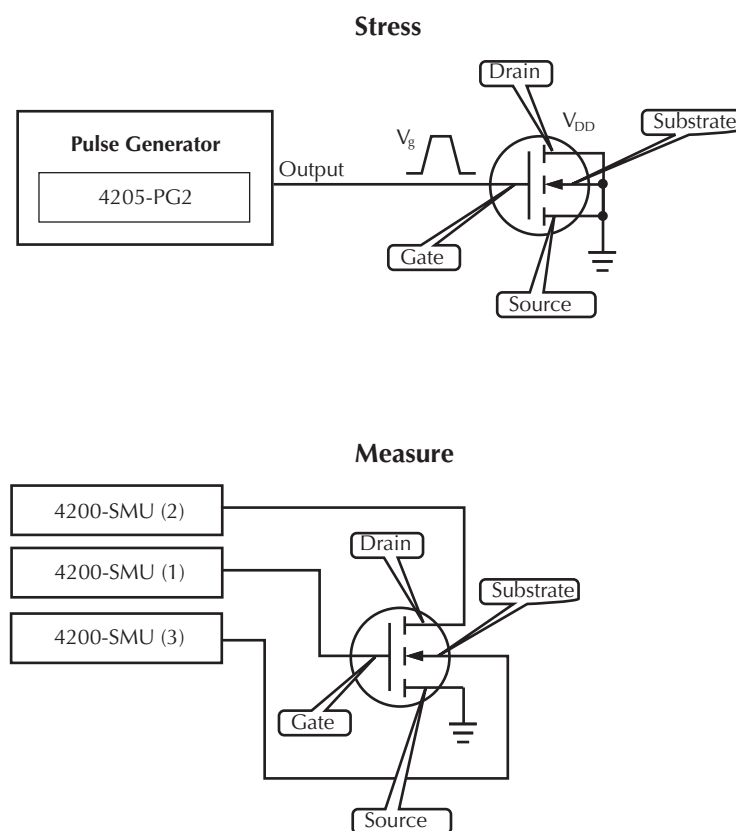 Stress
Drain
V_g
V_DD
Substrate
Pulse Generator
Output
4205-PG2
Gate
Source
Measure
4200-SMU (2)
Drain
4200-SMU (1)
Substrate
4200-SMU (3)
Gate
Source